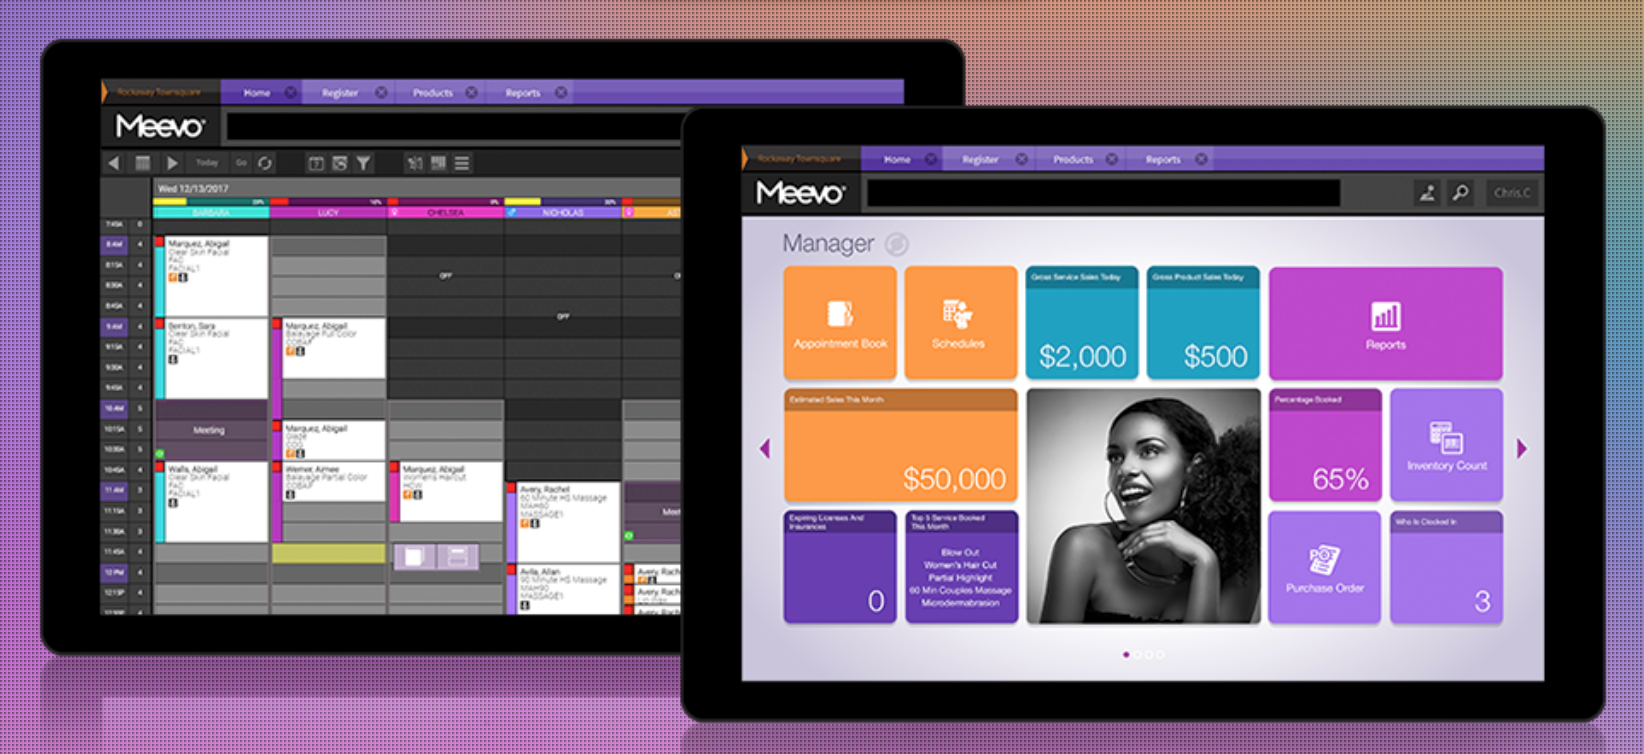 Rockaway Townsquare
Home
Register
Products
Reports
Meevo
Today
Go
Wed 12/13/2017
BARBARA
LUCY
CHELSEA
NICHOLAS
Marquez, Abigail
Clear Skin Facial
FAC
FACIAL1
OFF
OFF
Benton, Sara
Clear Skin Facial
FAC
FACIAL1
Marquez, Abigail
Balayage Full Color
COBAF
Meeting
Marquez, Abigail
Glaze
Walls, Abigail
Clear Skin Facial
FAC
FACIAL1
Werner, Aimee
Balayage Partial Color
COBAP
Marquez, Abigail
Women's Haircut
HCW
Avery, Rachel
60 Minute HS Massage
MAH60
MASSAGE1
Avila, Allan
90 Minute HS Massage
MAH90
MASSAGE1
Avery, Rach
Avery, Rach
Avery, Rach
8 AM
8:15A
8:30A
8:45A
9 AM
9:15A
9:30A
9:45A
10 AM
10:15A
10:30A
10:45A
11 AM
11:15A
11:30A
11:45A
12 PM
12:15P
12:30P
Rockaway Townsquare
Home
Register
Products
Reports
Meevo
Chris.C
Manager
Appointment Book
Schedules
Gross Service Sales Today
$2,000
Gross Product Sales Today
$500
Reports
Estimated Sales This Month
$50,000
Percentage Booked
65%
Inventory Count
Expiring Licenses And
Insurances
0
Top 5 Service Booked
This Month
Blow Out
Women's Hair Cut
Partial Highlight
60 Min Couples Massage
Microdermabrasion
Purchase Order
Who Is Clocked In
3